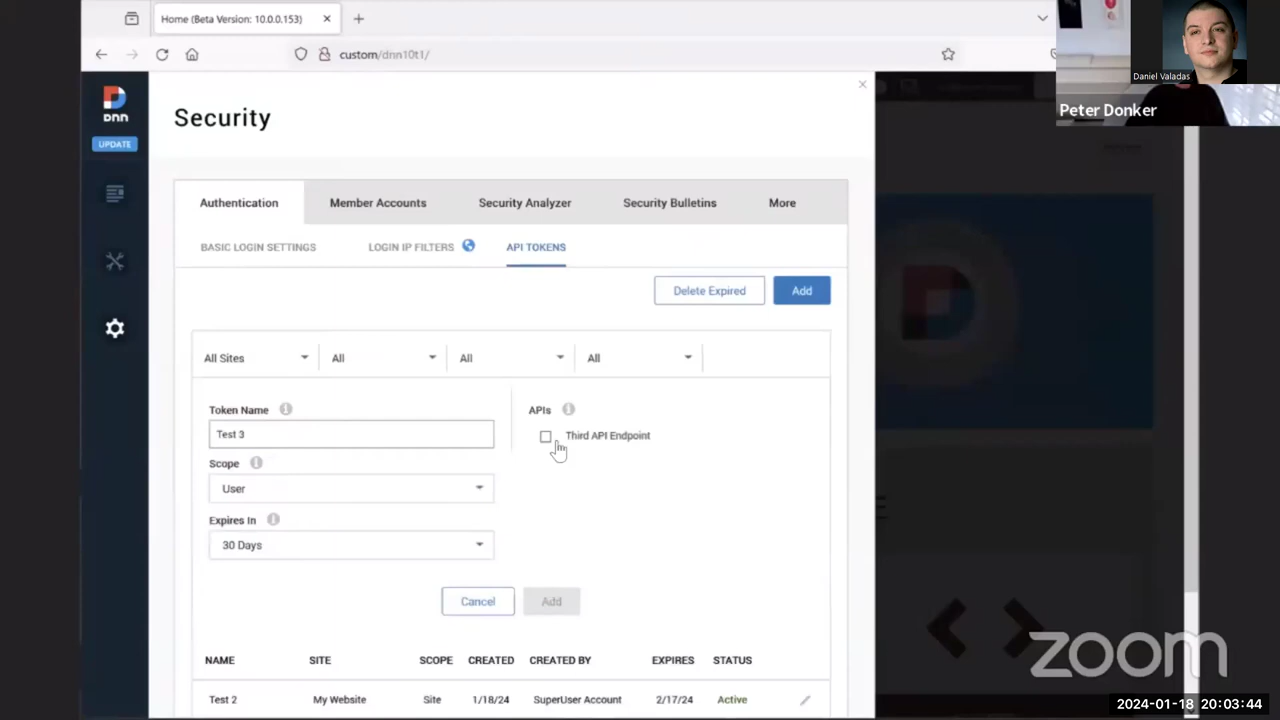 Home (Beta Version: 10.0.0.153)
custom/dnn10t1/
Daniel Valadas
Peter Donker
dnn
UPDATE
Security
Authentication
Member Accounts
Security Analyzer
Security Bulletins
More
BASIC LOGIN SETTINGS
LOGIN IP FILTERS
API TOKENS
Delete Expired
Add
All Sites
All
All
All
Token Name
APIs
Test 3
Third API Endpoint
Scope
User
Expires In
30 Days
Cancel
Add
NAME SITE SCOPE CREATED CREATED BY EXPIRES STATUS
Test 2 My Website Site 1/18/24 SuperUser Account 2/17/24 Active
zoom
2024-01-18 20:03:44